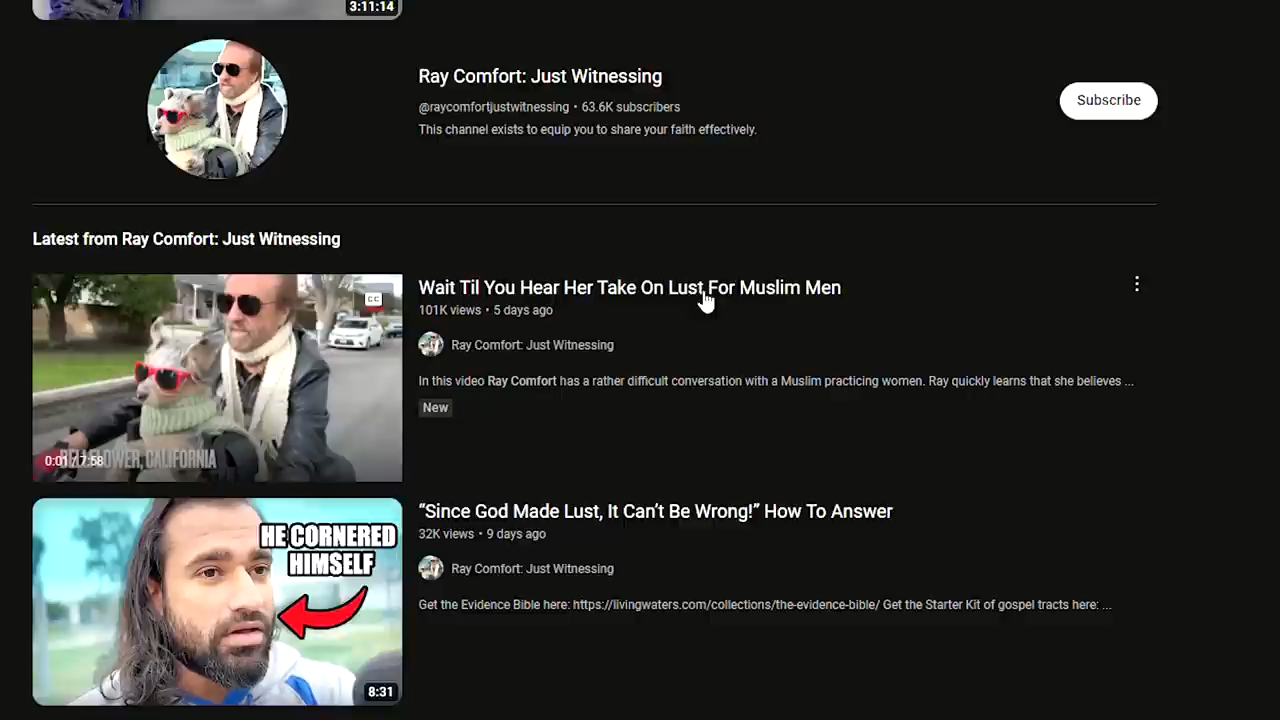 3:11:14
Ray Comfort: Just Witnessing
@raycomfortjustwitnessing • 63.6K subscribers
This channel exists to equip you to share your faith effectively.
Subscribe
Latest from Ray Comfort: Just Witnessing
CC
0:01 / 7:58
BELLFLOWER, CALIFORNIA
Wait Til You Hear Her Take On Lust For Muslim Men
101K views • 5 days ago
Ray Comfort: Just Witnessing
In this video Ray Comfort has a rather difficult conversation with a Muslim practicing women. Ray quickly learns that she believes ...
New
HE CORNERED
HIMSELF
8:31
“Since God Made Lust, It Can’t Be Wrong!” How To Answer
32K views • 9 days ago
Ray Comfort: Just Witnessing
Get the Evidence Bible here: https://livingwaters.com/collections/the-evidence-bible/ Get the Starter Kit of gospel tracts here: ...